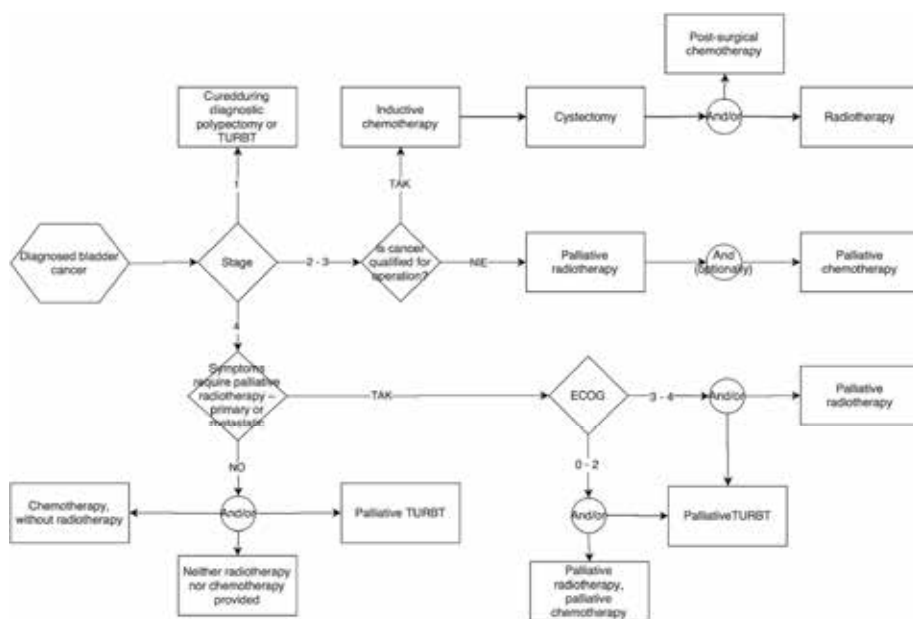 Post-surgical
chemotherapy
Curedduring
diagnostic
polypectomy or
TURBT
Inductive
chemotherapy
Cystectomy
And/or
Radiotherapy
1
TAK
Diagnosed bladder
cancer
Stage
2 - 3
Is cancer
qualified for
operation?
NIE
Palliative
radiotherapy
And
(optionally)
Palliative
chemotherapy
4
Symptoms
require palliative
radiotherapy –
primary or
metastatic
TAK
ECOG
3 - 4
And/or
Palliative
radiotherapy
NO
0 - 2
Chemotherapy,
without radiotherapy
And/or
Palliative TURBT
And/or
PalliativeTURBT
Neither radiotherapy
nor chemotherapy
provided
Palliative
radiotherapy,
palliative
chemotherapy